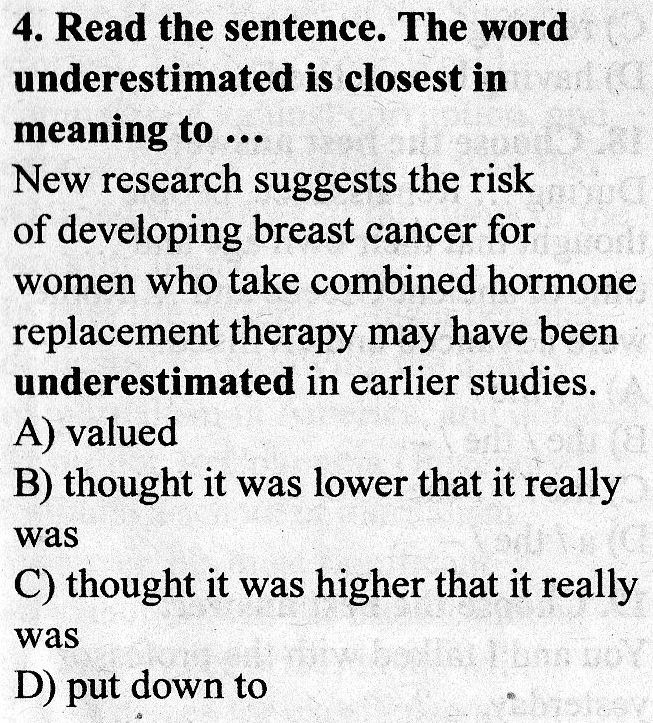 4. Read the sentence. The word
underestimated is closest in
meaning to ...
New research suggests the risk
of developing breast cancer for
women who take combined hormone
replacement therapy may have been
underestimated in earlier studies.
A) valued
B) thought it was lower that it really
was
C) thought it was higher that it really
was
D) put down to